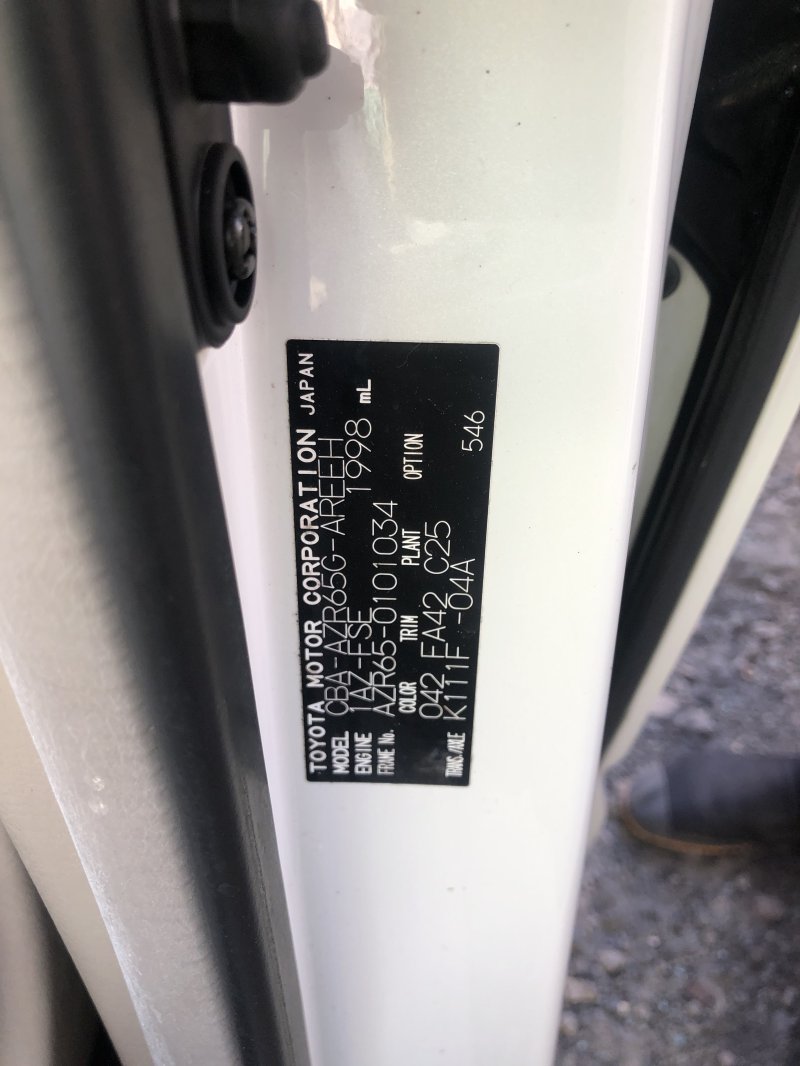 TOYOTA MOTOR CORPORATION JAPAN
MODEL CBA-AZR65G-AREEH
ENGINE 1AZ-FSE 1998 mL
FRAME No. AZR65-0101034
COLOR TRIM PLANT OPTION
042 FA42 C25
TRANS./AXLE K111F -04A 546